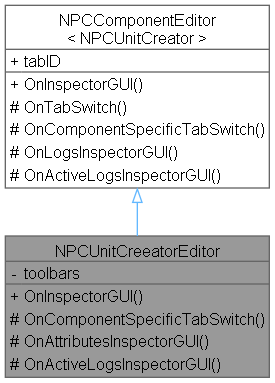 NPCComponentEditor
< NPCUnitCreator >
+ tabID
+ OnInspectorGUI()
# OnTabSwitch()
# OnComponentSpecificTabSwitch()
# OnLogsInspectorGUI()
# OnActiveLogsInspectorGUI()
NPCUnitCreeatorEditor
- toolbars
+ OnInspectorGUI()
# OnComponentSpecificTabSwitch()
# OnAttributesInspectorGUI()
# OnActiveLogsInspectorGUI()